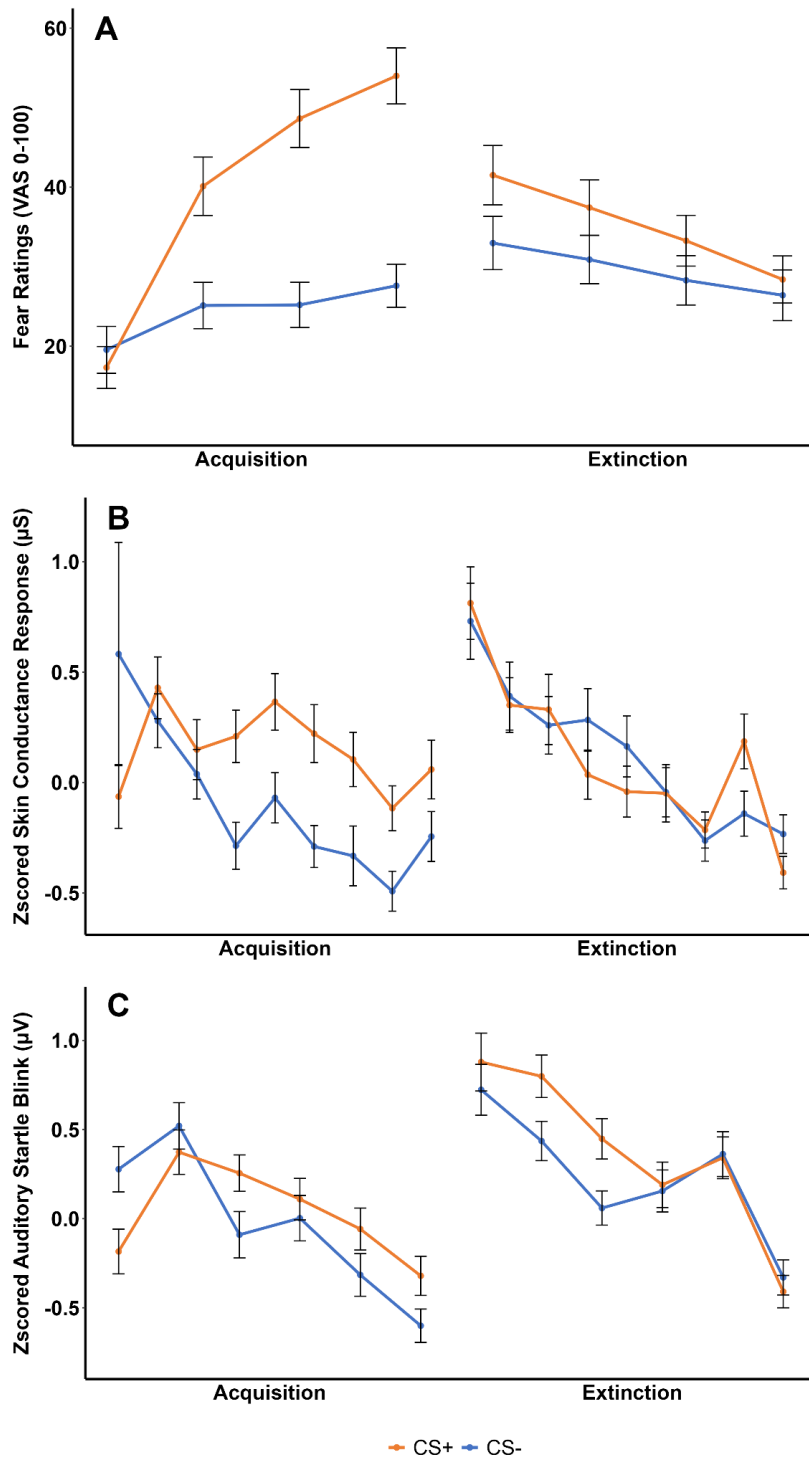 A
Fear Ratings (VAS 0-100)
60
40
20
Acquisition
Extinction
B
Zscored Skin Conductance Response (µS)
1.0
0.5
0.0
-0.5
Acquisition
Extinction
C
Zscored Auditory Startle Blink (µV)
1.0
0.5
0.0
-0.5
Acquisition
Extinction
CS+ CS-